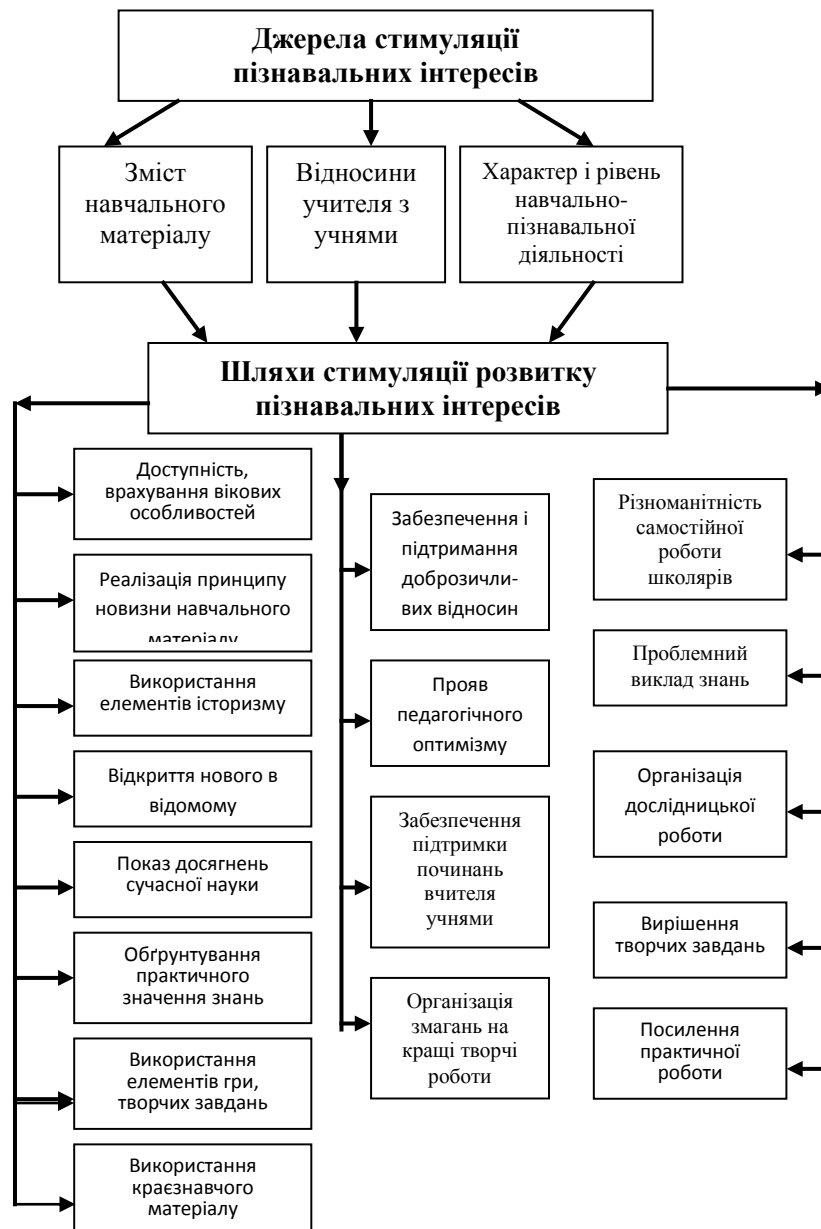 Джерела стимуляції
пізнавальних інтересів
Зміст
навчального
матеріалу
Відносини
учителя з
учнями
Характер і рівень
навчально-
пізнавальної
діяльності
Шляхи стимуляції розвитку
пізнавальних інтересів
Доступність,
врахування вікових
особливостей
Реалізація принципу
новизни навчального
матеріалу
Використання
елементів історизму
Відкриття нового в
відомому
Показ досягнень
сучасної науки
Обґрунтування
практичного
значення знань
Використання
елементів гри,
творчих завдань
Використання
краєзнавчого
матеріалу
Забезпечення і
підтримання
доброзичли-
вих відносин
Прояв
педагогічного
оптимізму
Забезпечення
підтримки
починань
вчителя
учнями
Організація
змагань на
кращі творчі
роботи
Різноманітність
самостійної
роботи
школярів
Проблемний
виклад знань
Організація
дослідницької
роботи
Вирішення
творчих завдань
Посилення
практичної
роботи